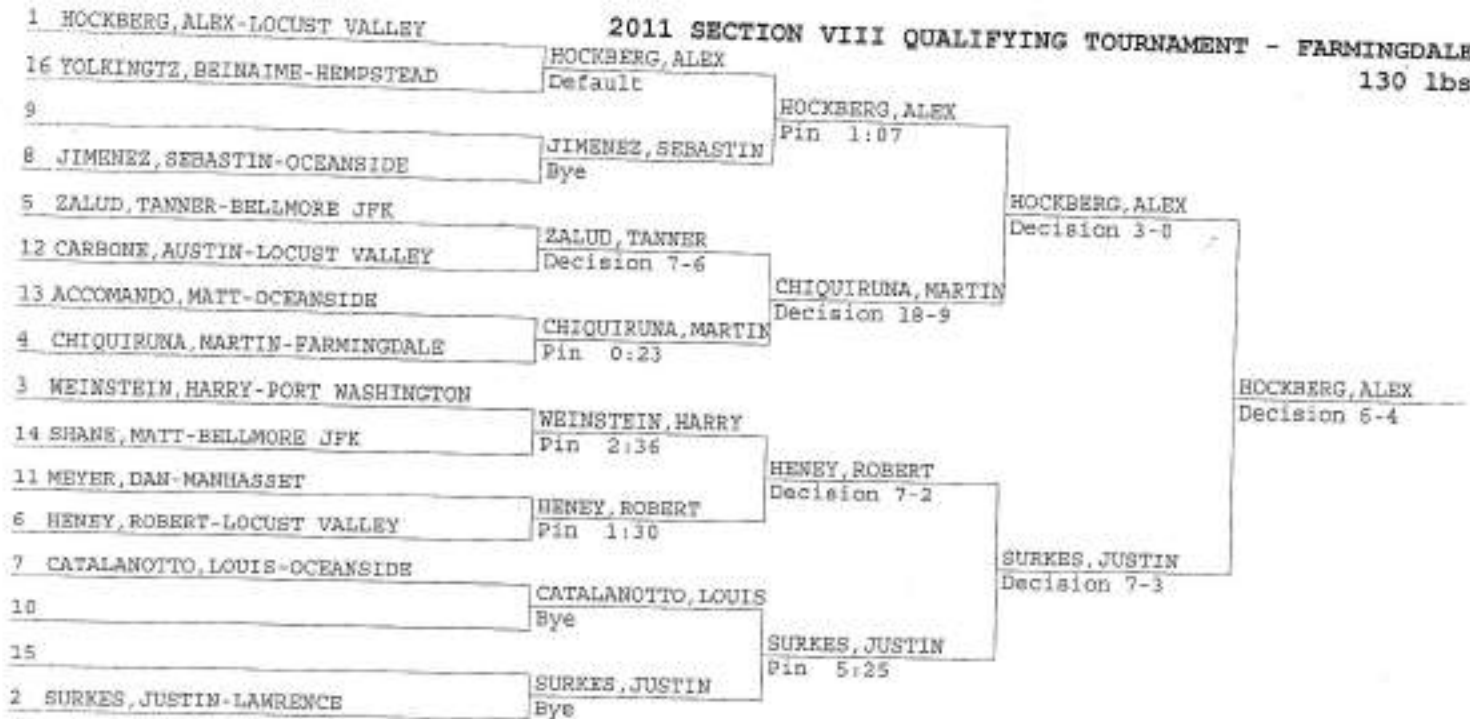 2011 SECTION VIII QUALIFYING TOURNAMENT - FARMINGDALE
130 lbs
1 HOCKBERG,ALEX-LOCUST VALLEY
16 YOLKINGTZ,BEINAIME-HEMPSTEAD
9
8 JIMENEZ,SEBASTIN-OCEANSIDE
5 ZALUD,TANNER-BELLMORE JFK
12 CARBONE,AUSTIN-LOCUST VALLEY
13 ACCOMANDO,MATT-OCEANSIDE
4 CHIQUIRUNA,MARTIN-FARMINGDALE
3 WEINSTEIN,HARRY-PORT WASHINGTON
14 SHANE,MATT-BELLMORE JFK
11 MEYER,DAN-MANHASSET
6 HENEY,ROBERT-LOCUST VALLEY
7 CATALANOTTO,LOUIS-OCEANSIDE
10
15
2 SURKES,JUSTIN-LAWRENCE
HOCKBERG,ALEX
Default
JIMENEZ,SEBASTIN
Bye
ZALUD,TANNER
Decision 7-6
CHIQUIRUNA,MARTIN
Pin 0:23
WEINSTEIN,HARRY
Pin 2:36
HENEY,ROBERT
Pin 1:30
CATALANOTTO,LOUIS
Bye
SURKES,JUSTIN
Bye
HOCKBERG,ALEX
Pin 1:07
CHIQUIRUNA,MARTIN
Decision 18-9
HENEY,ROBERT
Decision 7-2
SURKES,JUSTIN
Pin 5:25
HOCKBERG,ALEX
Decision 3-0
SURKES,JUSTIN
Decision 7-3
HOCKBERG,ALEX
Decision 6-4